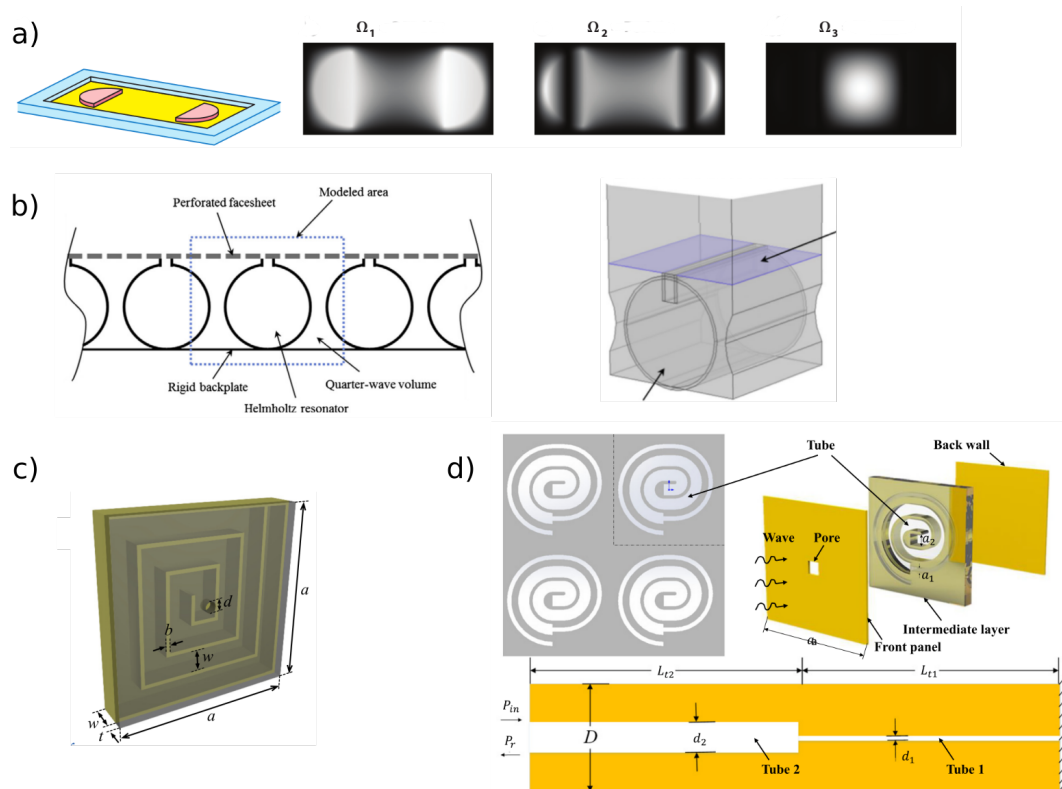 a)
Ω1
Ω2
Ω3
b)
Modeled area
Perforated facesheet
Rigid backplate
Quarter-wave volume
Helmholtz resonator
c)
a
d
b
w
a
w
t
d)
Tube
Back wall
Wave
Pore
a2
a1
Intermediate layer
Front panel
Lt2
Lt1
Pin
D
d2
Pr
d1
Tube 2
Tube 1